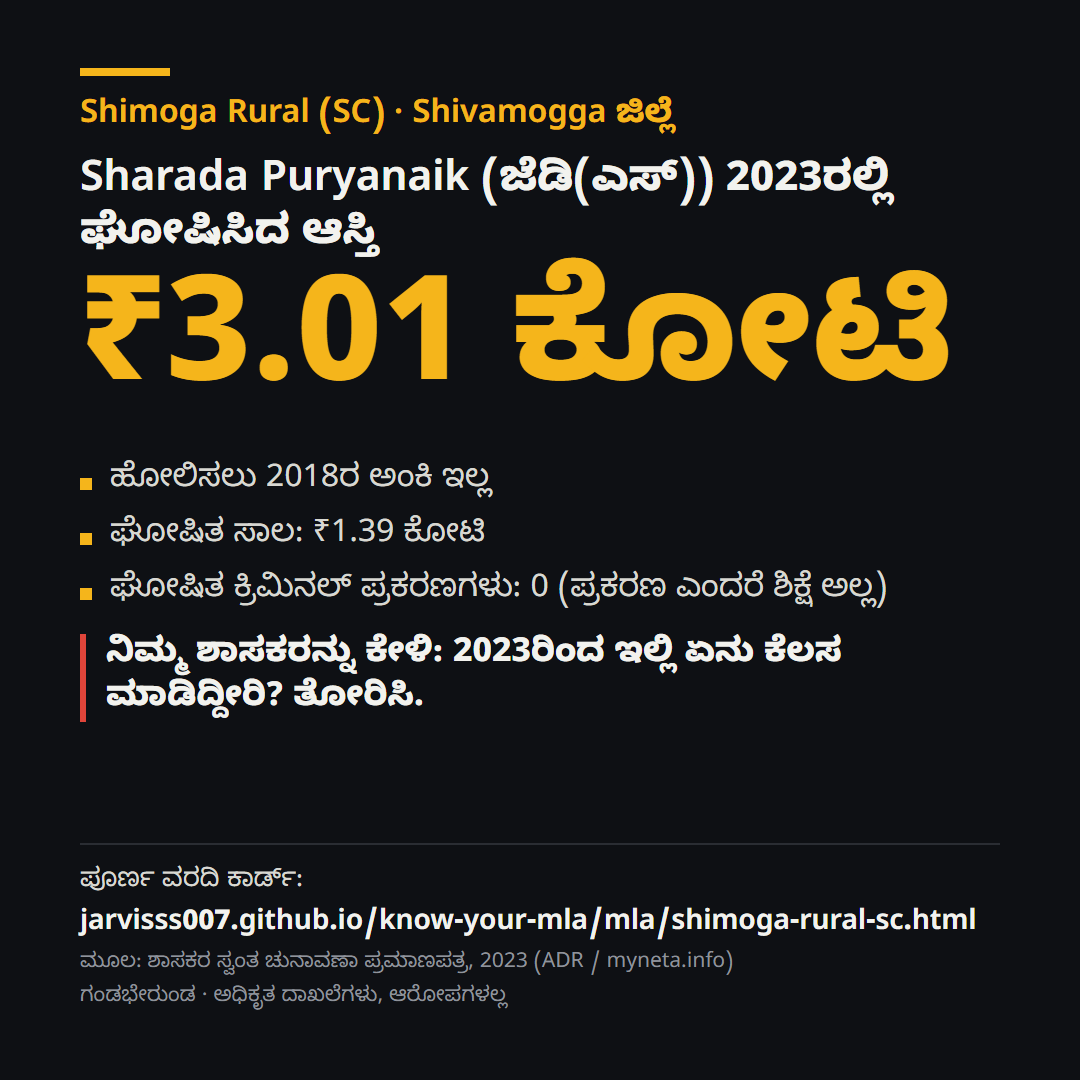 Shimoga Rural (SC) · Shivamogga ಜಿಲ್ಲೆ
Sharada Puryanaik (ಜೆಡಿ(ಎಸ್)) 2023ರಲ್ಲಿ
ಘೋಷಿಸಿದ ಆಸ್ತಿ
₹3.01 ಕೋಟಿ
ಹೋಲಿಸಲು 2018ರ ಅಂಕಿ ಇಲ್ಲ
ಘೋಷಿತ ಸಾಲ: ₹1.39 ಕೋಟಿ
ಘೋಷಿತ ಕ್ರಿಮಿನಲ್ ಪ್ರಕರಣಗಳು: 0 (ಪ್ರಕರಣ ಎಂದರೆ ಶಿಕ್ಷೆ ಅಲ್ಲ)
ನಿಮ್ಮ ಶಾಸಕರನ್ನು ಕೇಳಿ: 2023ರಿಂದ ಇಲ್ಲಿ ಏನು ಕೆಲಸ
ಮಾಡಿದ್ದೀರಿ? ತೋರಿಸಿ.
ಪೂರ್ಣ ವರದಿ ಕಾರ್ಡ್:
jarvisss007.github.io/know-your-mla/mla/shimoga-rural-sc.html
ಮೂಲ: ಶಾಸಕರ ಸ್ವಂತ ಚುನಾವಣಾ ಪ್ರಮಾಣಪತ್ರ, 2023 (ADR / myneta.info)
ಗಂಡಭೇರುಂಡ · ಅಧಿಕೃತ ದಾಖಲೆಗಳು, ಆರೋಪಗಳಲ್ಲ